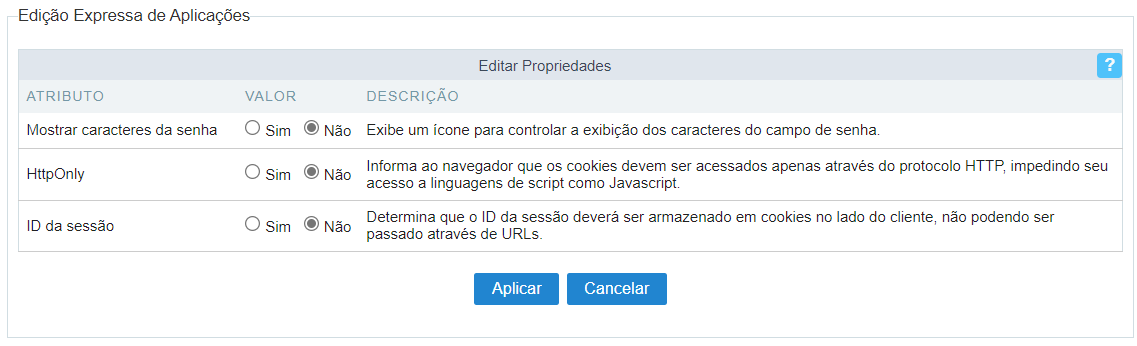 Edição Expressa de Aplicações
Editar Propriedades
?
ATRIBUTO VALOR DESCRIÇÃO
Mostrar caracteres da senha Sim Não Exibe um ícone para controlar a exibição dos caracteres do campo de senha.
HttpOnly Sim Não Informa ao navegador que os cookies devem ser acessados apenas através do protocolo HTTP, impedindo seu
acesso a linguagens de script como Javascript.
ID da sessão Sim Não Determina que o ID da sessão deverá ser armazenado em cookies no lado do cliente, não podendo ser
passado através de URLs.
Aplicar Cancelar